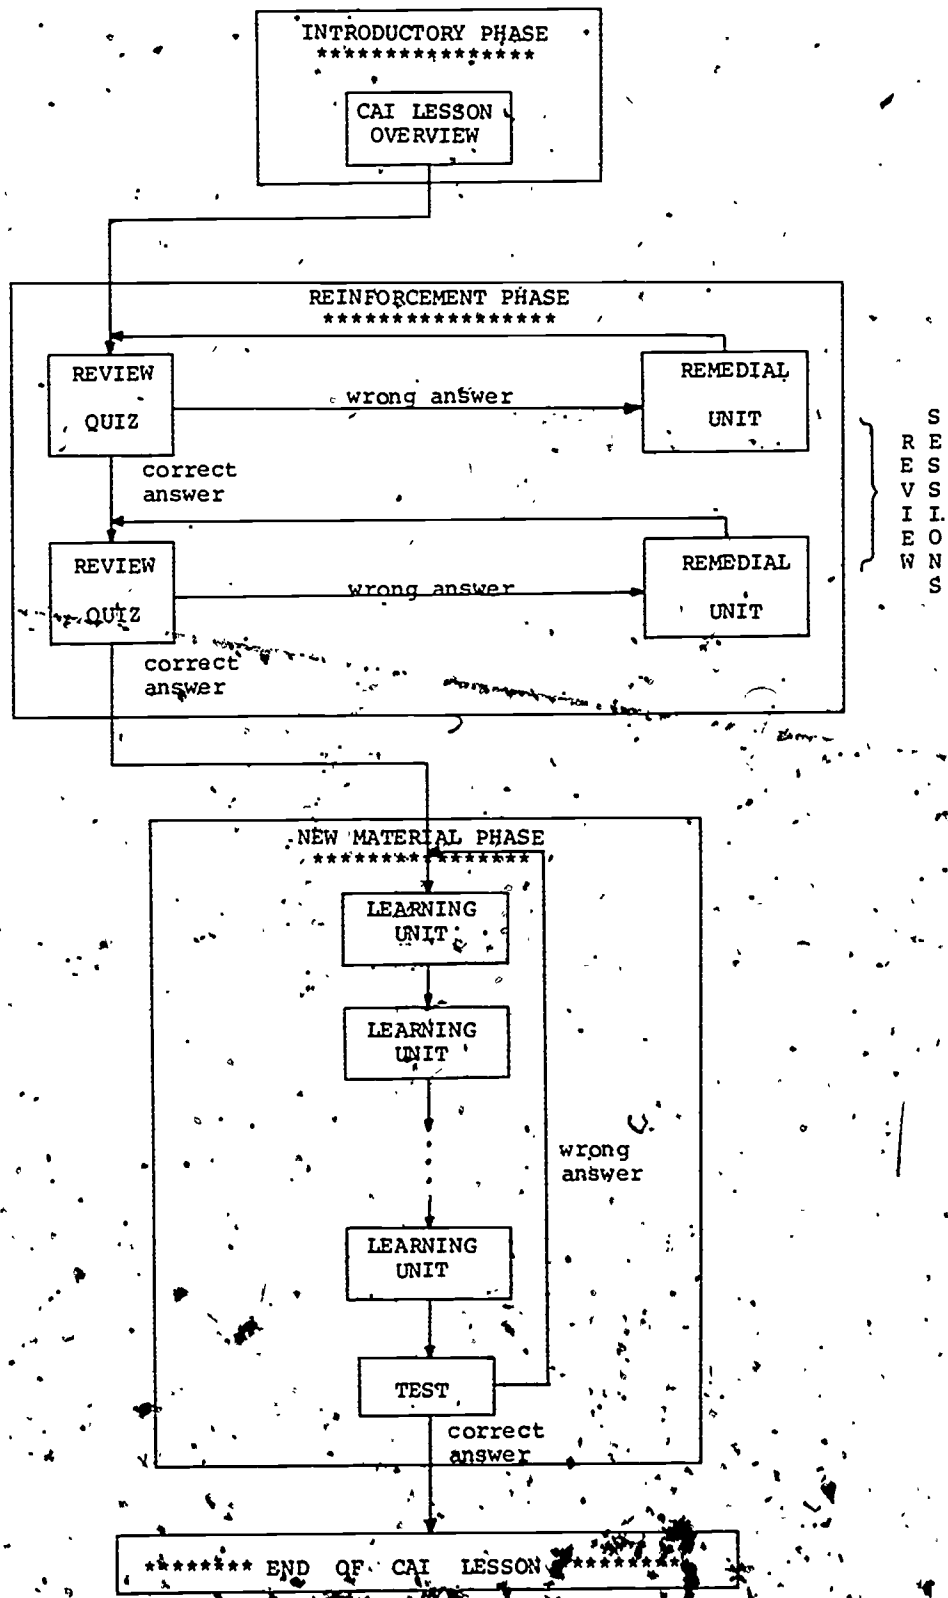 INTRODUCTORY PHASE
****************
CAI LESSON
OVERVIEW
REINFORCEMENT PHASE
*****************
REVIEW
QUIZ
wrong answer
REMEDIAL
UNIT
correct
answer
REVIEW
QUIZ
wrong answer
REMEDIAL
UNIT
correct
answer
REVIEW
SESSIONS
NEW MATERIAL PHASE
****************
LEARNING
UNIT
LEARNING
UNIT
wrong
answer
LEARNING
UNIT
TEST
correct
answer
******** END OF CAI LESSON ********